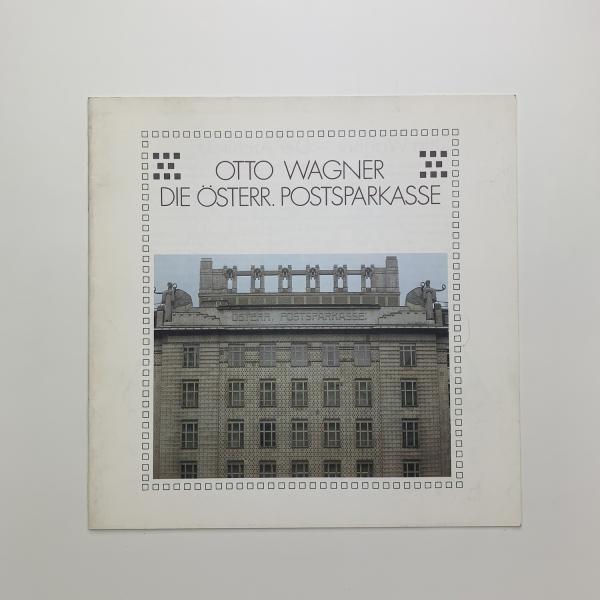 OTTO WAGNER
DIE ÖSTERR. POSTSPARKASSE
ÖSTERR. POSTSPARKASSE